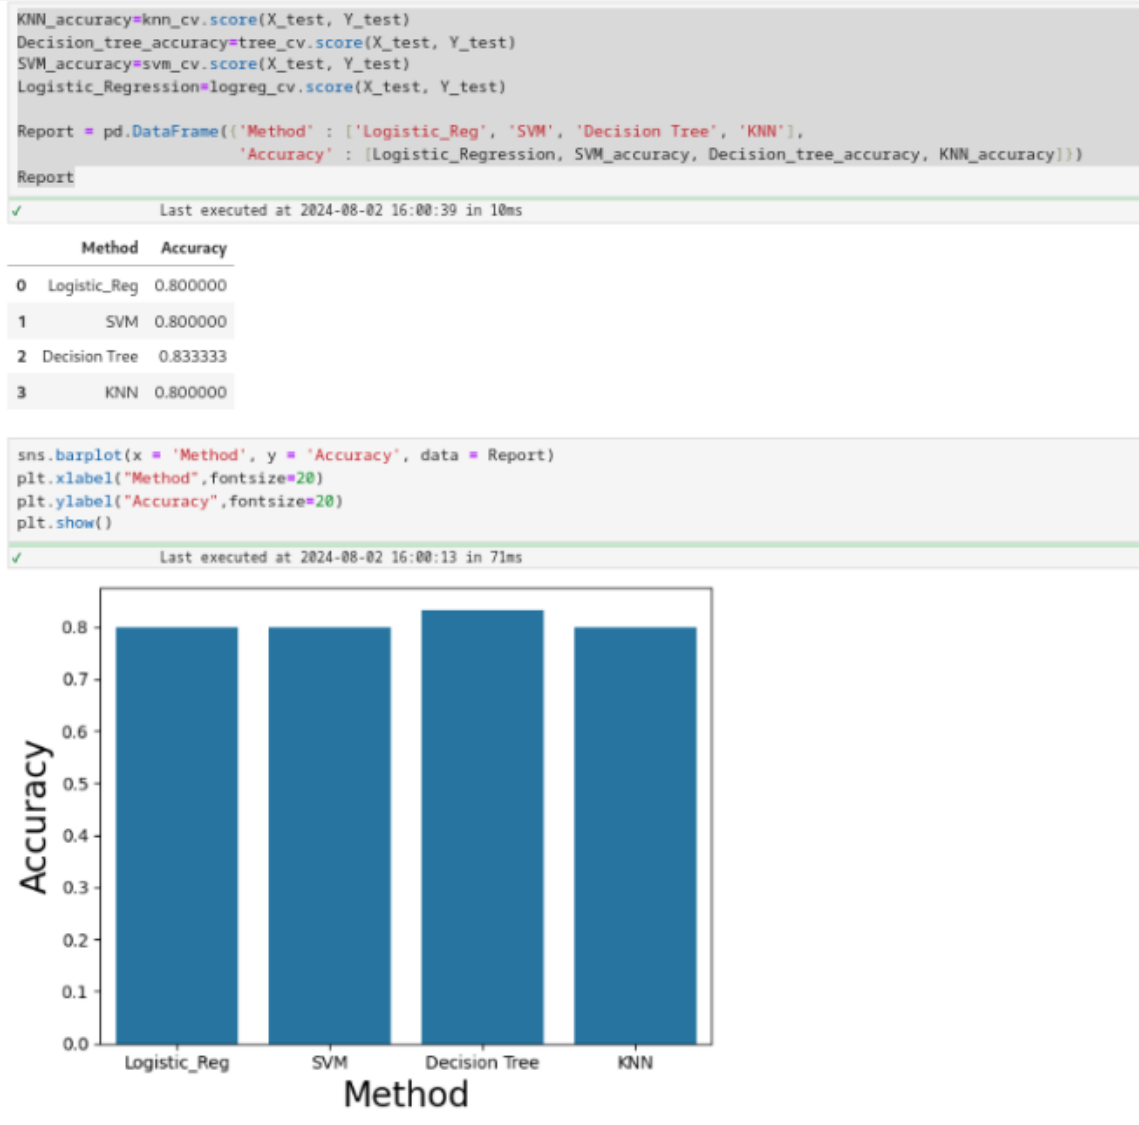 KNN_accuracy=knn_cv.score(X_test, Y_test)
Decision_tree_accuracy=tree_cv.score(X_test, Y_test)
SVM_accuracy=svm_cv.score(X_test, Y_test)
Logistic_Regression=logreg_cv.score(X_test, Y_test)
Report = pd.DataFrame({'Method' : ['Logistic_Reg', 'SVM', 'Decision Tree', 'KNN'],
'Accuracy' : [Logistic_Regression, SVM_accuracy, Decision_tree_accuracy, KNN_accuracy]})
Report
✓ Last executed at 2024-08-02 16:00:39 in 10ms
Method Accuracy
0 Logistic_Reg 0.800000
1 SVM 0.800000
2 Decision Tree 0.833333
3 KNN 0.800000
sns.barplot(x = 'Method', y = 'Accuracy', data = Report)
plt.xlabel("Method",fontsize=20)
plt.ylabel("Accuracy",fontsize=20)
plt.show()
✓ Last executed at 2024-08-02 16:00:13 in 71ms
0.8
0.7
0.6
0.5
0.4
0.3
0.2
0.1
0.0
Accuracy
Logistic_Reg SVM Decision Tree KNN
Method